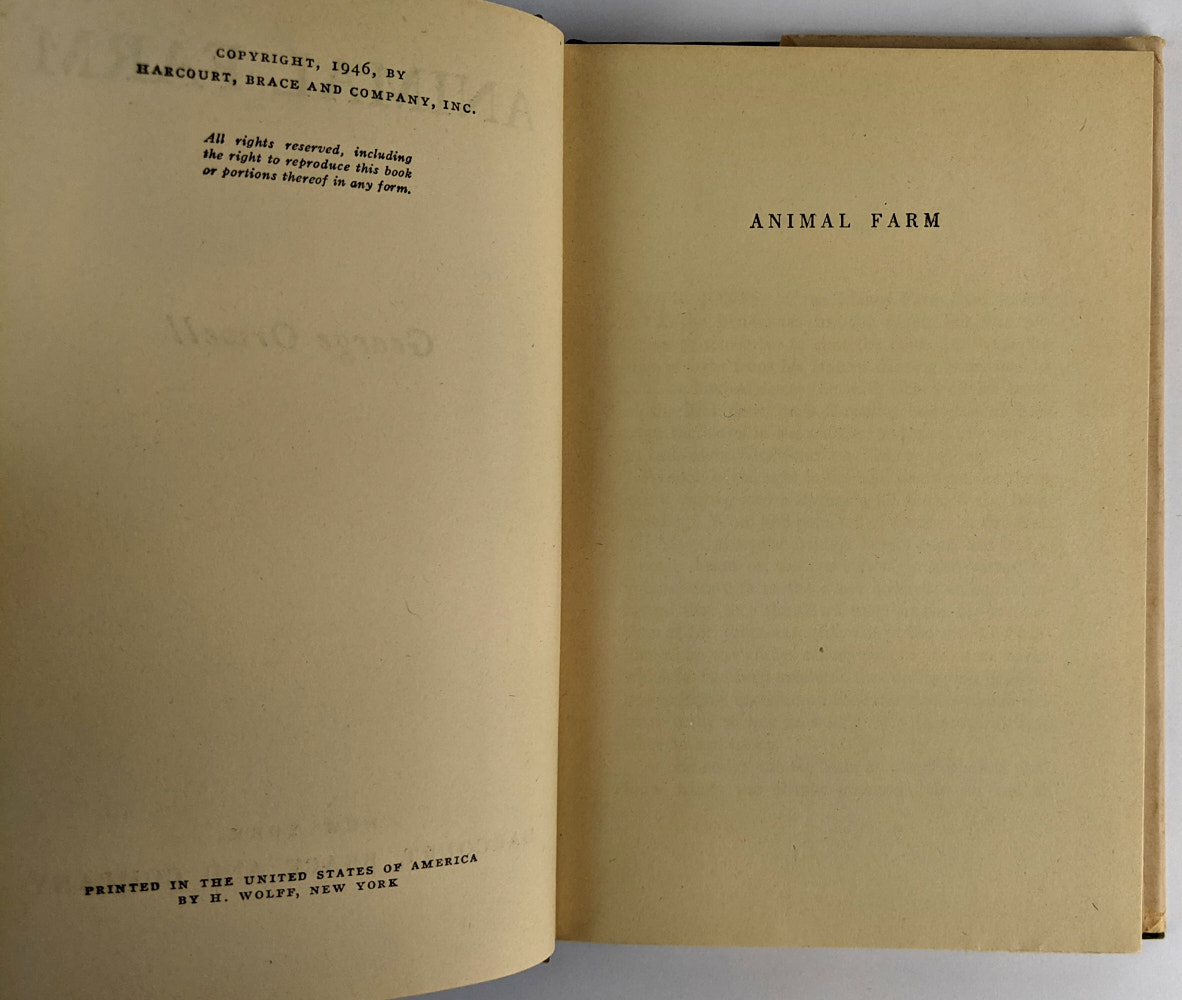 COPYRIGHT, 1946, BY
HARCOURT, BRACE AND COMPANY, INC.
All rights reserved, including
the right to reproduce this book
or portions thereof in any form.
PRINTED IN THE UNITED STATES OF AMERICA
BY H. WOLFF, NEW YORK
ANIMAL FARM